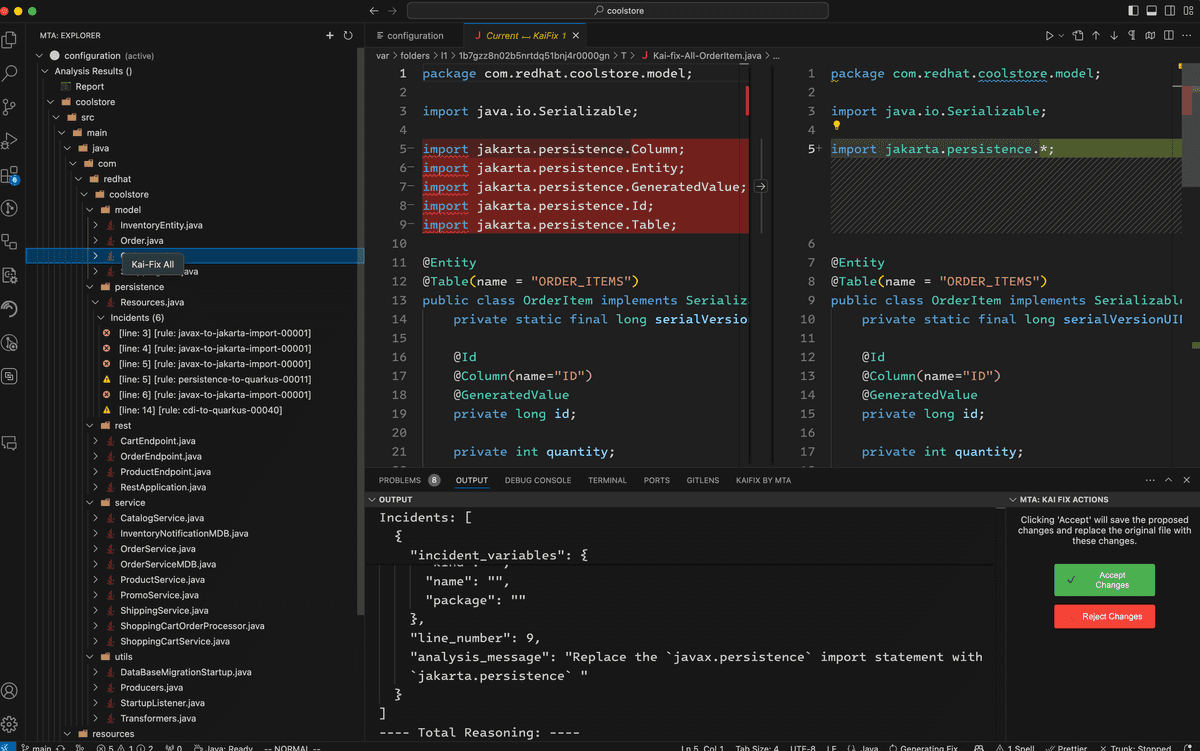 coolstore
MTA: EXPLORER
configuration (active)
Analysis Results ()
Report
coolstore
src
main
java
com
redhat
coolstore
model
InventoryEntity.java
Order.java
Kai-Fix All
ava
persistence
Resources.java
Incidents (6)
[line: 3] [rule: javax-to-jakarta-import-00001]
[line: 4] [rule: javax-to-jakarta-import-00001]
[line: 5] [rule: javax-to-jakarta-import-00001]
[line: 5] [rule: persistence-to-quarkus-00011]
[line: 6] [rule: javax-to-jakarta-import-00001]
[line: 14] [rule: cdi-to-quarkus-00040]
rest
CartEndpoint.java
OrderEndpoint.java
ProductEndpoint.java
RestApplication.java
service
CatalogService.java
InventoryNotificationMDB.java
OrderService.java
OrderServiceMDB.java
ProductService.java
PromoService.java
ShippingService.java
ShoppingCartOrderProcessor.java
ShoppingCartService.java
utils
DataBaseMigrationStartup.java
Producers.java
StartupListener.java
Transformers.java
resources
6
configuration
J Current ↔ KaiFix 1
var > folders > l1 > 1b7gzz8n02b5nrtdq51bnj4r0000gn > T > J Kai-fix-All-OrderItem.java > ...
1 package com.redhat.coolstore.model;
2
3 import java.io.Serializable;
4
5- import jakarta.persistence.Column;
6- import jakarta.persistence.Entity;
7- import jakarta.persistence.GeneratedValue;
8- import jakarta.persistence.Id;
9- import jakarta.persistence.Table;
10
11 @Entity
12 @Table(name = "ORDER_ITEMS")
13 public class OrderItem implements Serializ
14 private static final long serialVersio
15
16 @Id
17 @Column(name="ID")
18 @GeneratedValue
19 private long id;
20
21 private int quantity;
1 package com.redhat.coolstore.model;
2
3 import java.io.Serializable;
4
5+ import jakarta.persistence.*;
6
7 @Entity
8 @Table(name = "ORDER_ITEMS")
9 public class OrderItem implements Serializable
10 private static final long serialVersionUI
11
12 @Id
13 @Column(name="ID")
14 @GeneratedValue
15 private long id;
16
17 private int quantity;
PROBLEMS 8 OUTPUT DEBUG CONSOLE TERMINAL PORTS GITLENS KAIFIX BY MTA
OUTPUT
Incidents: [
{
"incident_variables": {
"name": "",
"package": ""
},
"line_number": 9,
"analysis_message": "Replace the `javax.persistence` import statement with
`jakarta.persistence` "
}
]
---- Total Reasoning: ----
MTA: KAI FIX ACTIONS
Clicking 'Accept' will save the proposed
changes and replace the original file with
these changes.
Accept
Changes
Reject Changes
main 5 1 2 0 Java: Ready -- NORMAL -- Ln 5, Col 1 Tab Size: 4 UTF-8 LF {} Java Generating Fix 1 Spell Prettier Trunk: Stopped